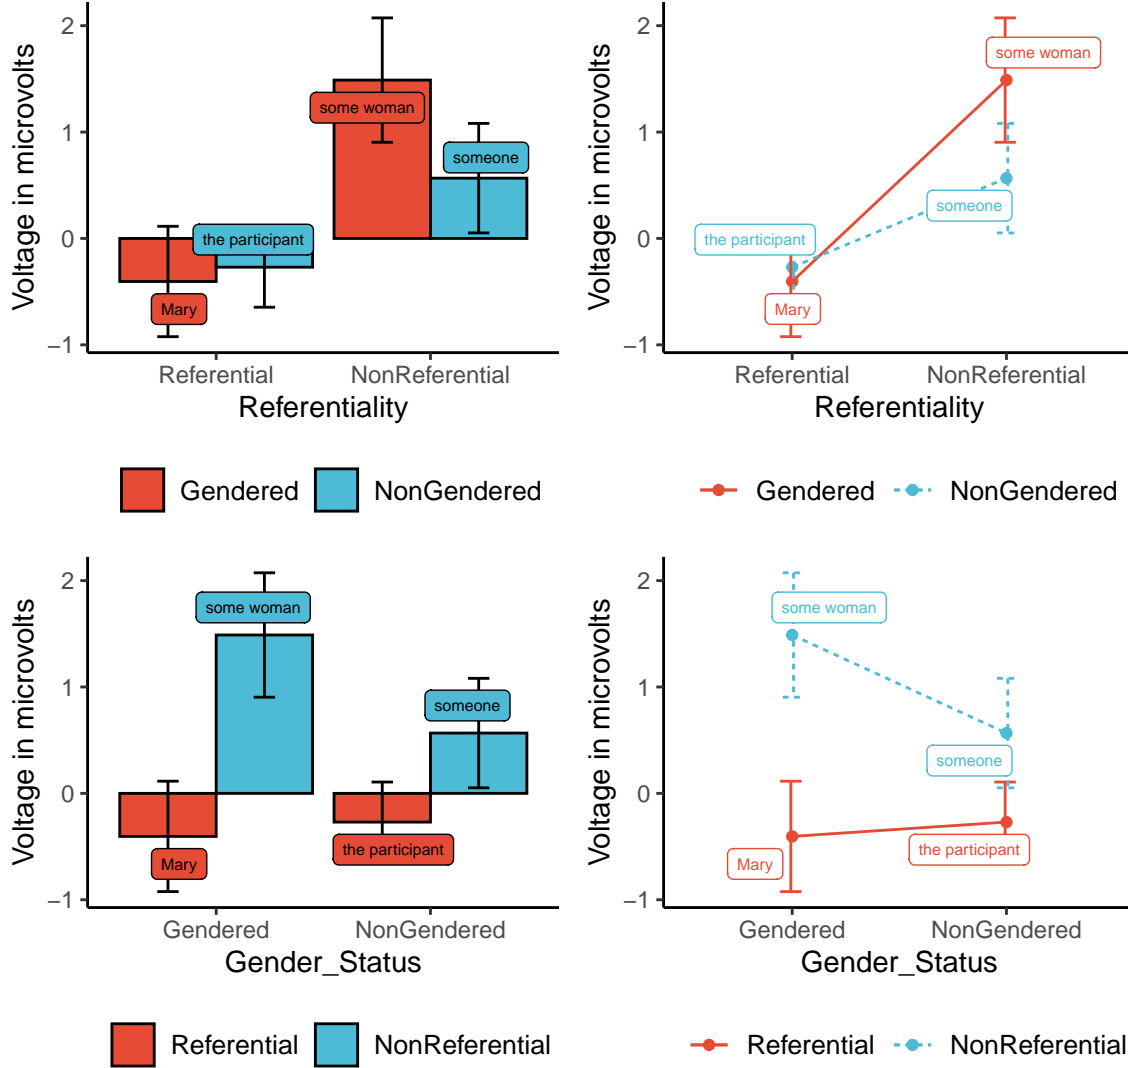 Voltage in microvolts
2
1
0
−1
some woman
someone
the participant
Mary
Referential NonReferential
Referentiality
Gendered NonGendered
Voltage in microvolts
2
1
0
−1
some woman
the participant
someone
Mary
Referential NonReferential
Referentiality
Gendered NonGendered
Voltage in microvolts
2
1
0
−1
some woman
someone
the participant
Mary
Gendered NonGendered
Gender_Status
Referential NonReferential
Voltage in microvolts
2
1
0
−1
some woman
someone
the participant
Mary
Gendered NonGendered
Gender_Status
Referential NonReferential